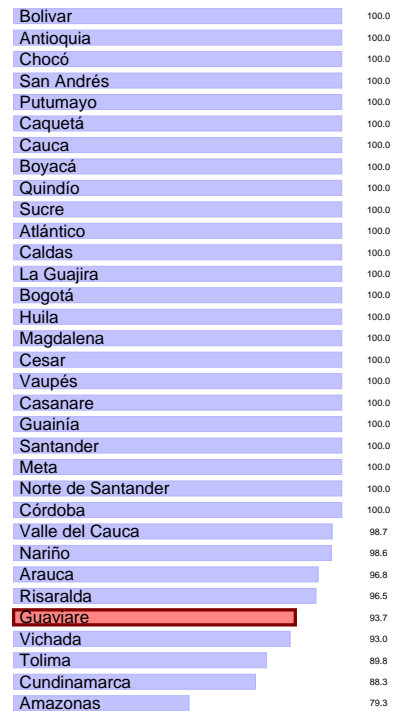 Bolivar 100.0
Antioquia 100.0
Chocó 100.0
San Andrés 100.0
Putumayo 100.0
Caquetá 100.0
Cauca 100.0
Boyacá 100.0
Quindío 100.0
Sucre 100.0
Atlántico 100.0
Caldas 100.0
La Guajira 100.0
Bogotá 100.0
Huila 100.0
Magdalena 100.0
Cesar 100.0
Vaupés 100.0
Casanare 100.0
Guainía 100.0
Santander 100.0
Meta 100.0
Norte de Santander 100.0
Córdoba 100.0
Valle del Cauca 98.7
Nariño 98.6
Arauca 96.8
Risaralda 96.5
Guaviare 93.7
Vichada 93.0
Tolima 89.8
Cundinamarca 88.3
Amazonas 79.3